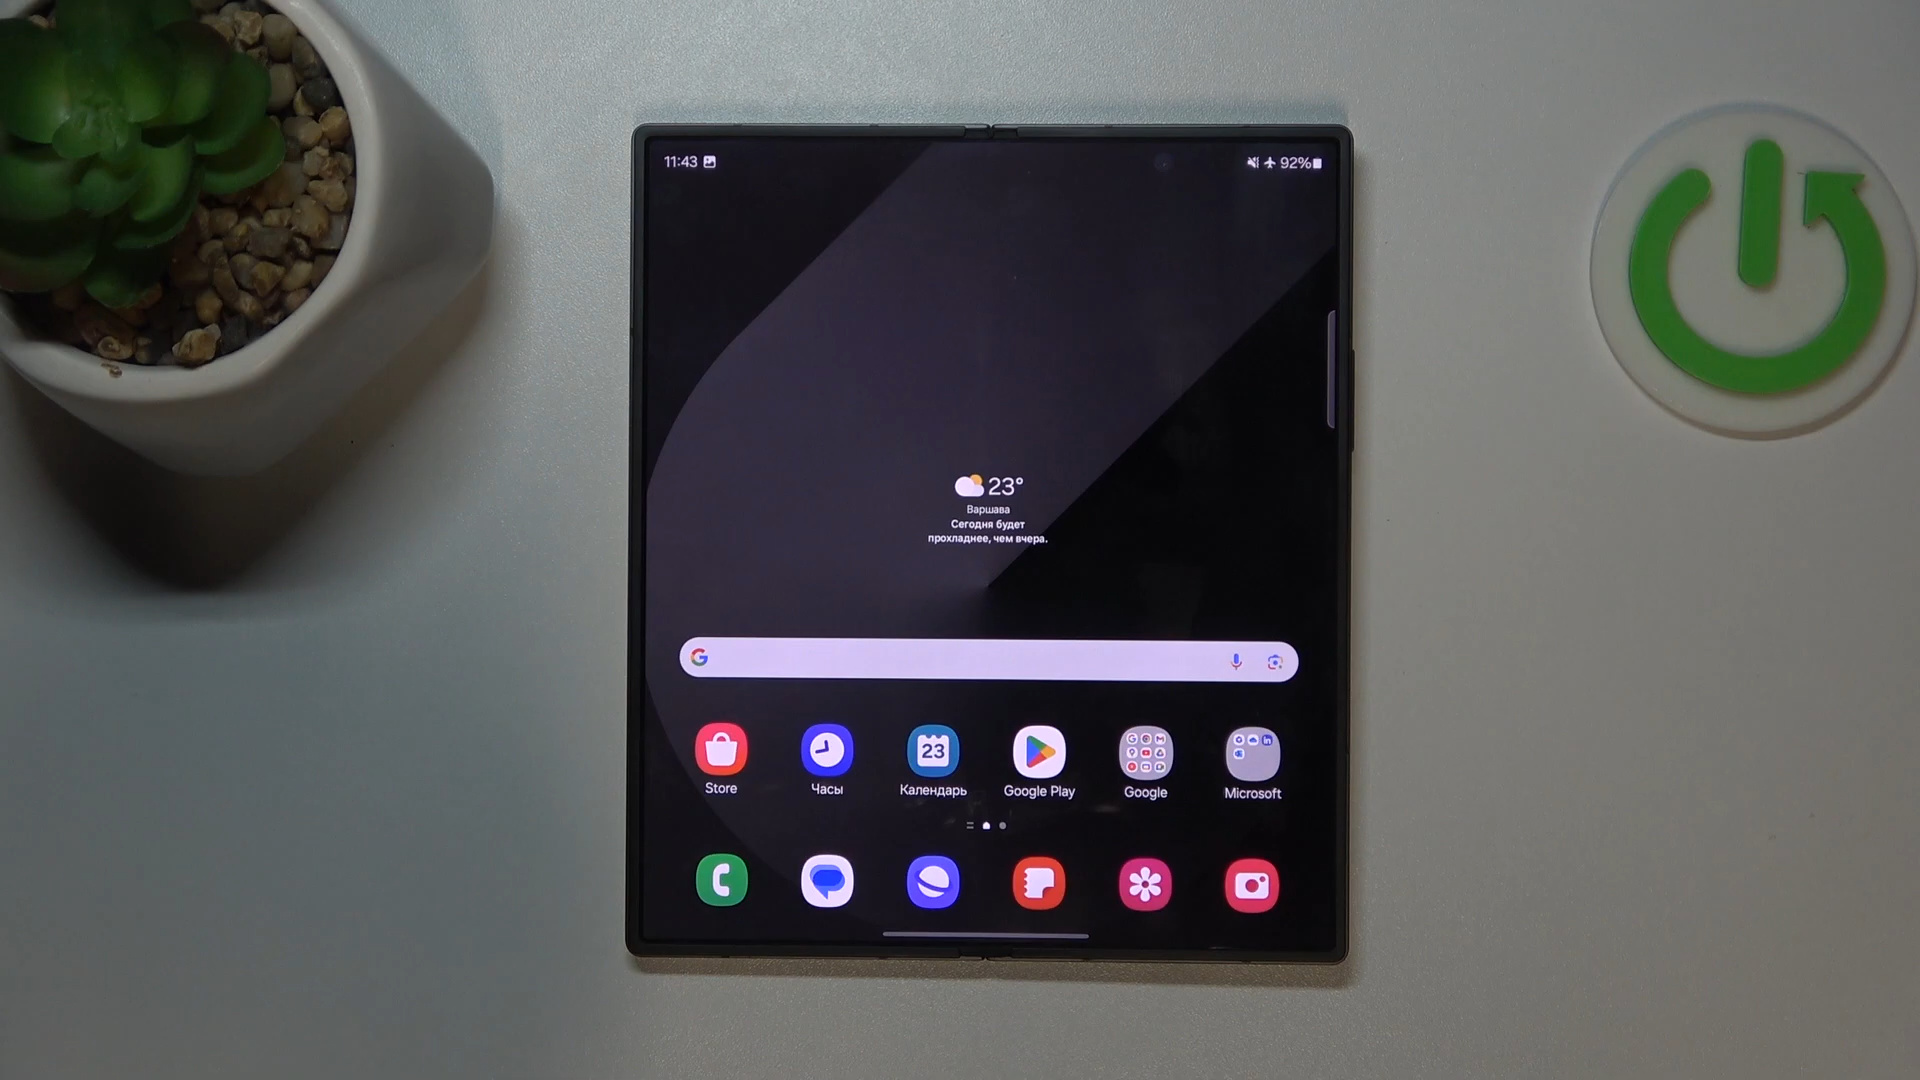 11:43
92%
23°
Варшава
Сегодня будет
прохладнее, чем вчера.
G
Store
Часы
23
Календарь
Google Play
Google
Microsoft